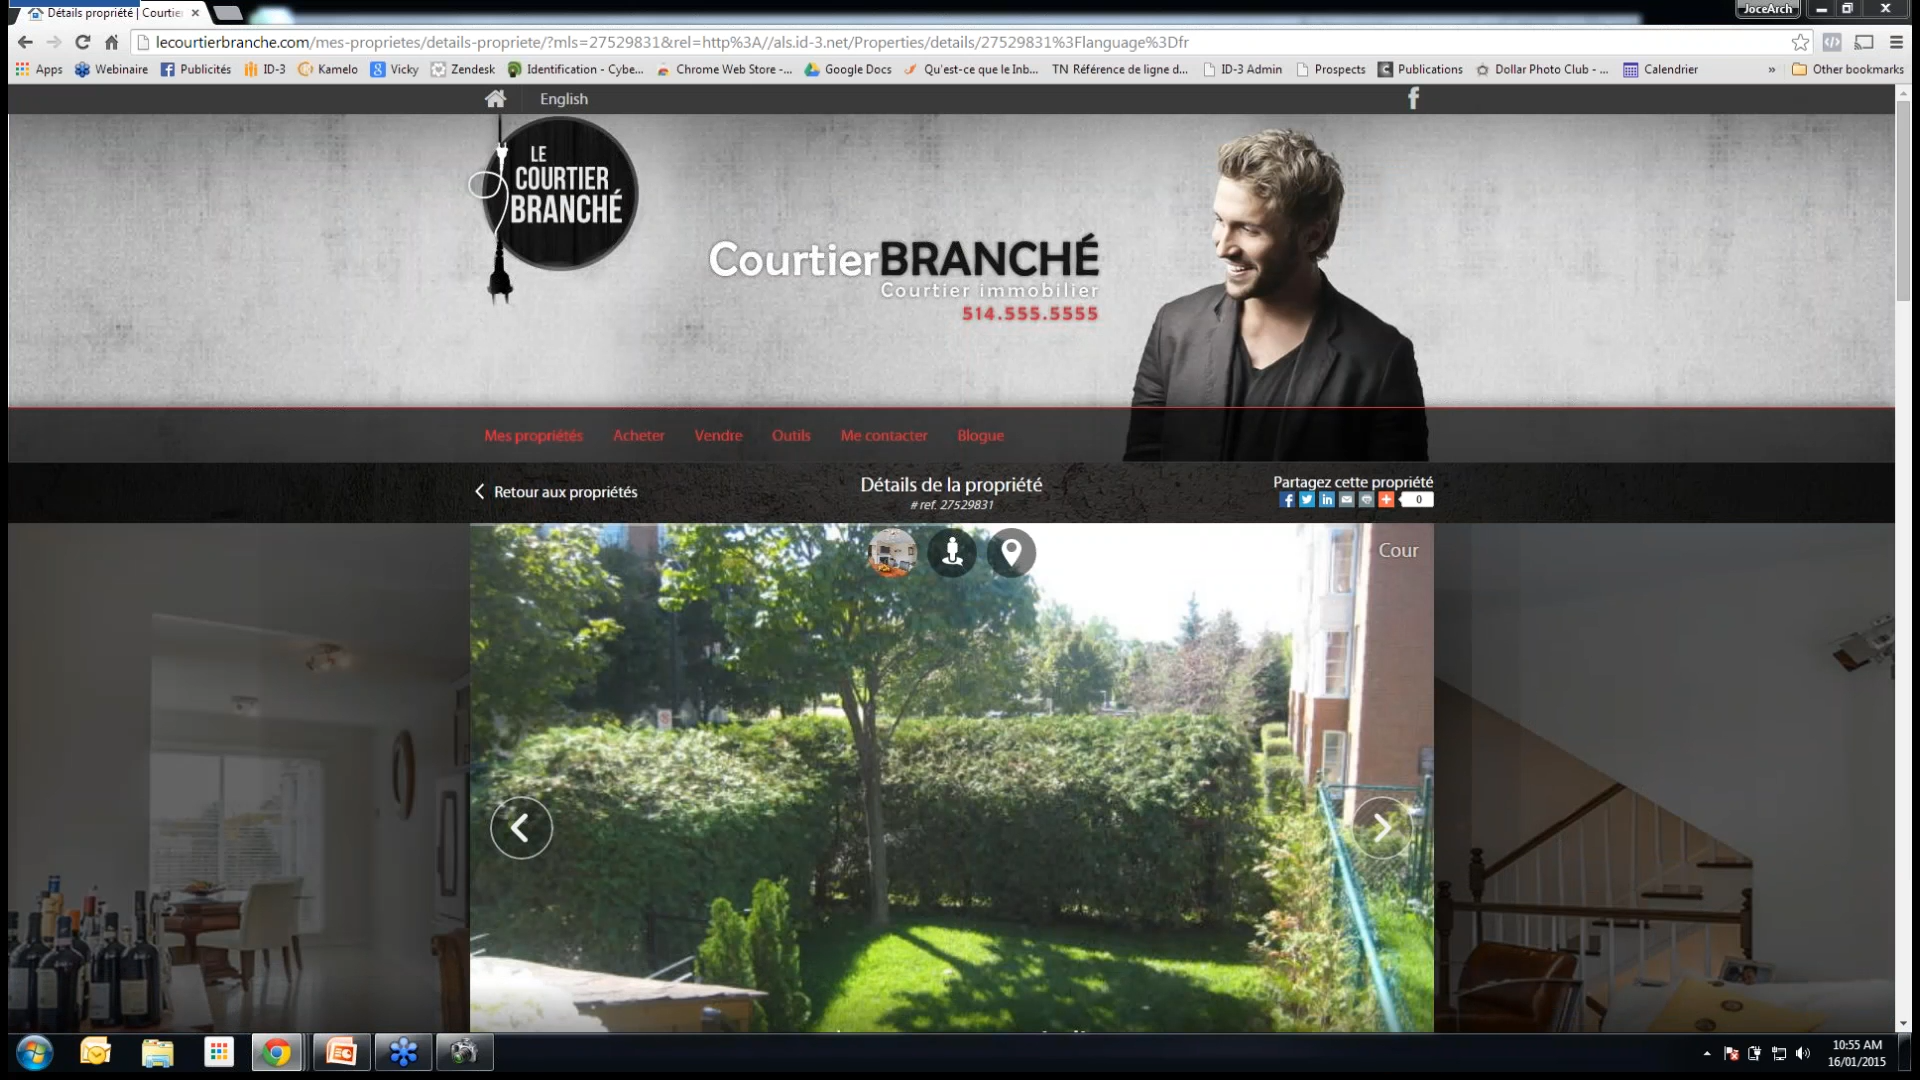 Détails propriété | Courtier
JoceArch
lecourtierbranche.com/mes-proprietes/details-propriete/?mls=27529831&rel=http%3A//als.id-3.net/Properties/details/27529831%3Flanguage%3Dfr
Apps Webinaire Publicités ID-3 Kamelo Vicky Zendesk Identification - Cybe... Chrome Web Store -... Google Docs Qu'est-ce que le Inb... TN Référence de ligne d... ID-3 Admin Prospects Publications Dollar Photo Club - ... Calendrier » Other bookmarks
English
LE
COURTIER
BRANCHÉ
CourtierBRANCHÉ
Courtier immobilier
514.555.5555
Mes propriétés Acheter Vendre Outils Me contacter Blogue
Retour aux propriétés
Détails de la propriété
# ref. 27529831
Partagez cette propriété
0
Cour
10:55 AM
16/01/2015